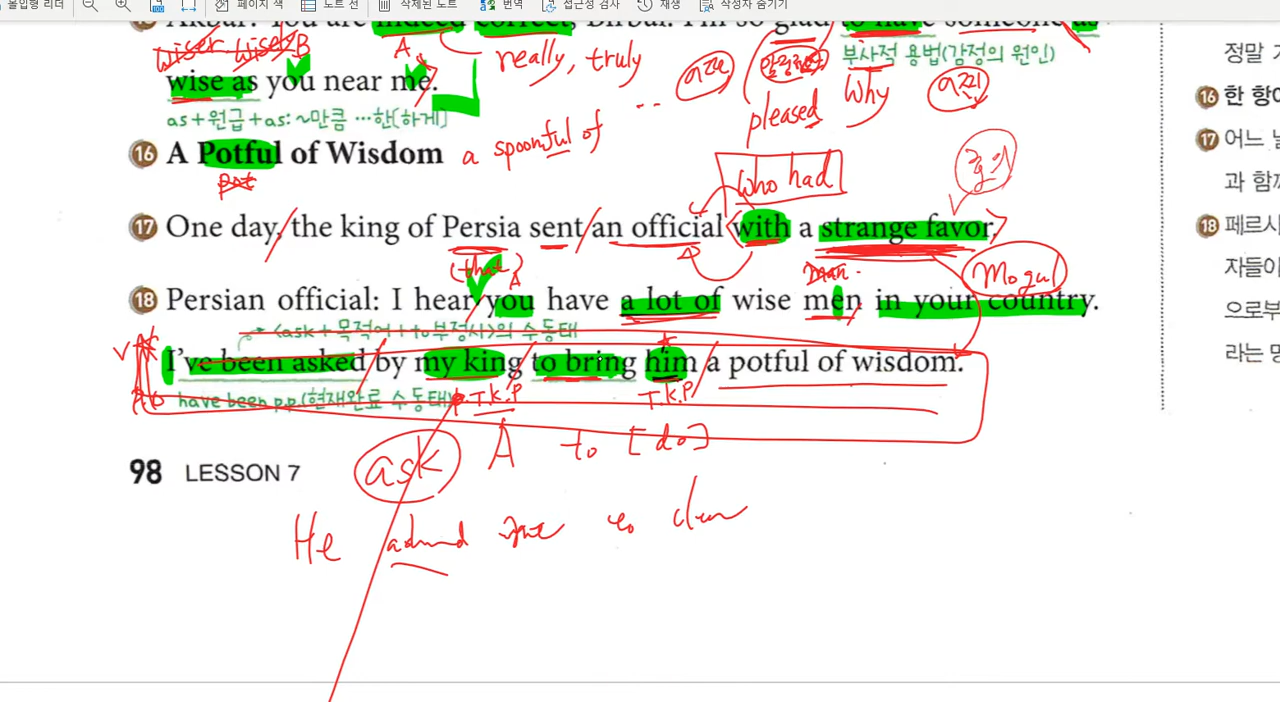 몰입형 리더 페이지 색 노트 선 삭제된 노트 번역 접근성 검사 재생 작성자 숨기기
Akbar: You are indeed correct, Birbal. I'm so glad to have someone as
wiser wisely B A really, truly 부사적 용법(감정의 원인) why
wise as you near me.
pleased
as+원급+as: ~만큼 …한[하게]
a spoonful of
16 A Potful of Wisdom
pot
who had
17 One day, the king of Persia sent an official with a strange favor.
(that) A man Mogul
18 Persian official: I hear you have a lot of wise men in your country.
<ask+목적어+to부정사>의 수동태
I've been asked by my king to bring him a potful of wisdom.
have been p.p.(현재완료 수동태) T.K.P T.K.P
ask A to [do]
98 LESSON 7
He to
정말
16 한 항아
17 어느 날
과 함께
18 페르시
자들이
으로부
라는